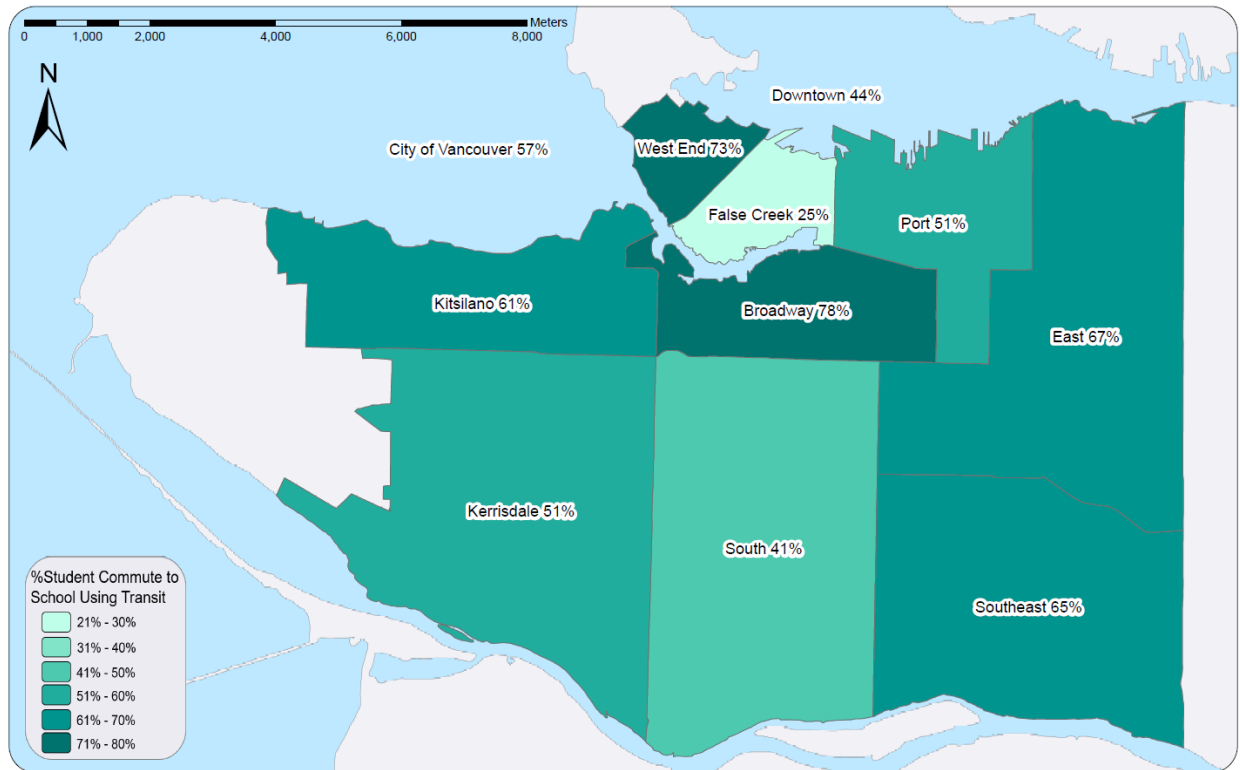 Meters
0 1,000 2,000 4,000 6,000 8,000
N
Downtown 44%
City of Vancouver 57%
West End 73%
False Creek 25%
Port 51%
Kitsilano 61%
Broadway 78%
East 67%
Kerrisdale 51%
South 41%
Southeast 65%
%Student Commute to
School Using Transit
21% - 30%
31% - 40%
41% - 50%
51% - 60%
61% - 70%
71% - 80%